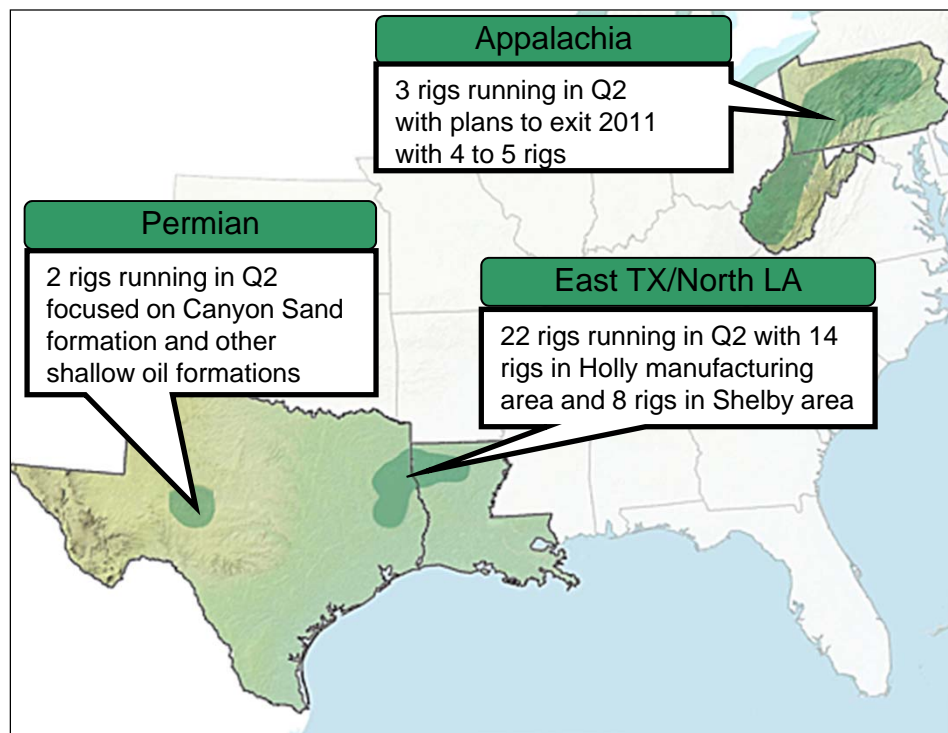 Appalachia
3 rigs running in Q2
with plans to exit 2011
with 4 to 5 rigs
Permian
2 rigs running in Q2
focused on Canyon Sand
formation and other
shallow oil formations
East TX/North LA
22 rigs running in Q2 with 14
rigs in Holly manufacturing
area and 8 rigs in Shelby area